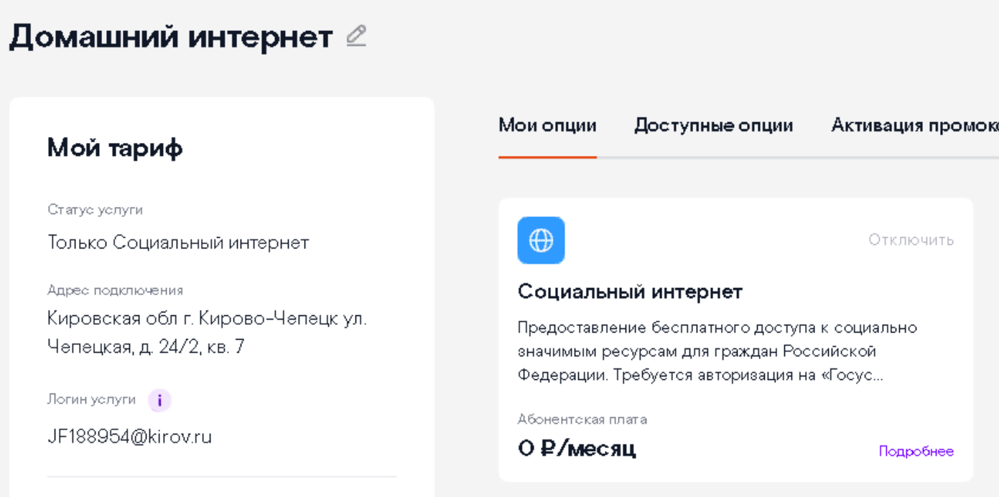 Домашний интернет
Мой тариф
Статус услуги
Только Социальный интернет
Адрес подключения
Кировская обл г. Кирово-Чепецк ул.
Чепецкая, д. 24/2, кв. 7
Логин услуги i
JF188954@kirov.ru
Мои опции Доступные опции Активация промок
Отключить
Социальный интернет
Предоставление бесплатного доступа к социально
значимым ресурсам для граждан Российской
Федерации. Требуется авторизация на «Госус...
Абонентская плата
0 ₽/месяц
Подробнее